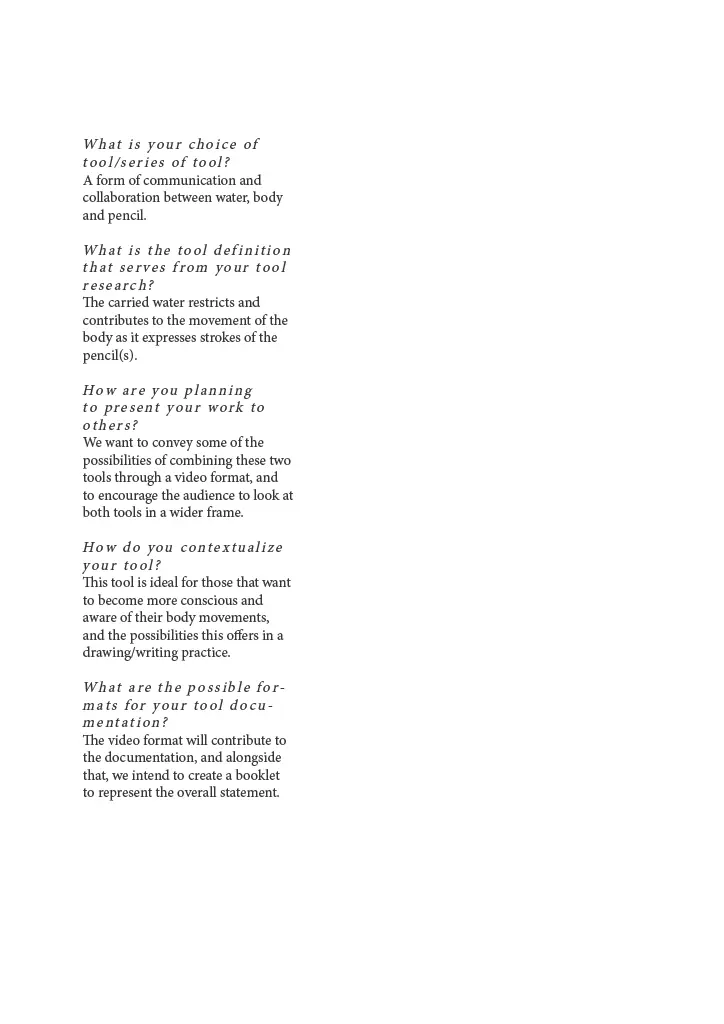 What is your choice of
tool/series of tool?
A form of communication and
collaboration between water, body
and pencil.
What is the tool definition
that serves from your tool
research?
The carried water restricts and
contributes to the movement of the
body as it expresses strokes of the
pencil(s).
How are you planning
to present your work to
others?
We want to convey some of the
possibilities of combining these two
tools through a video format, and
to encourage the audience to look at
both tools in a wider frame.
How do you contextualize
your tool?
This tool is ideal for those that want
to become more conscious and
aware of their body movements,
and the possibilities this offers in a
drawing/writing practice.
What are the possible for-
mats for your tool docu-
mentation?
The video format will contribute to
the documentation, and alongside
that, we intend to create a booklet
to represent the overall statement.